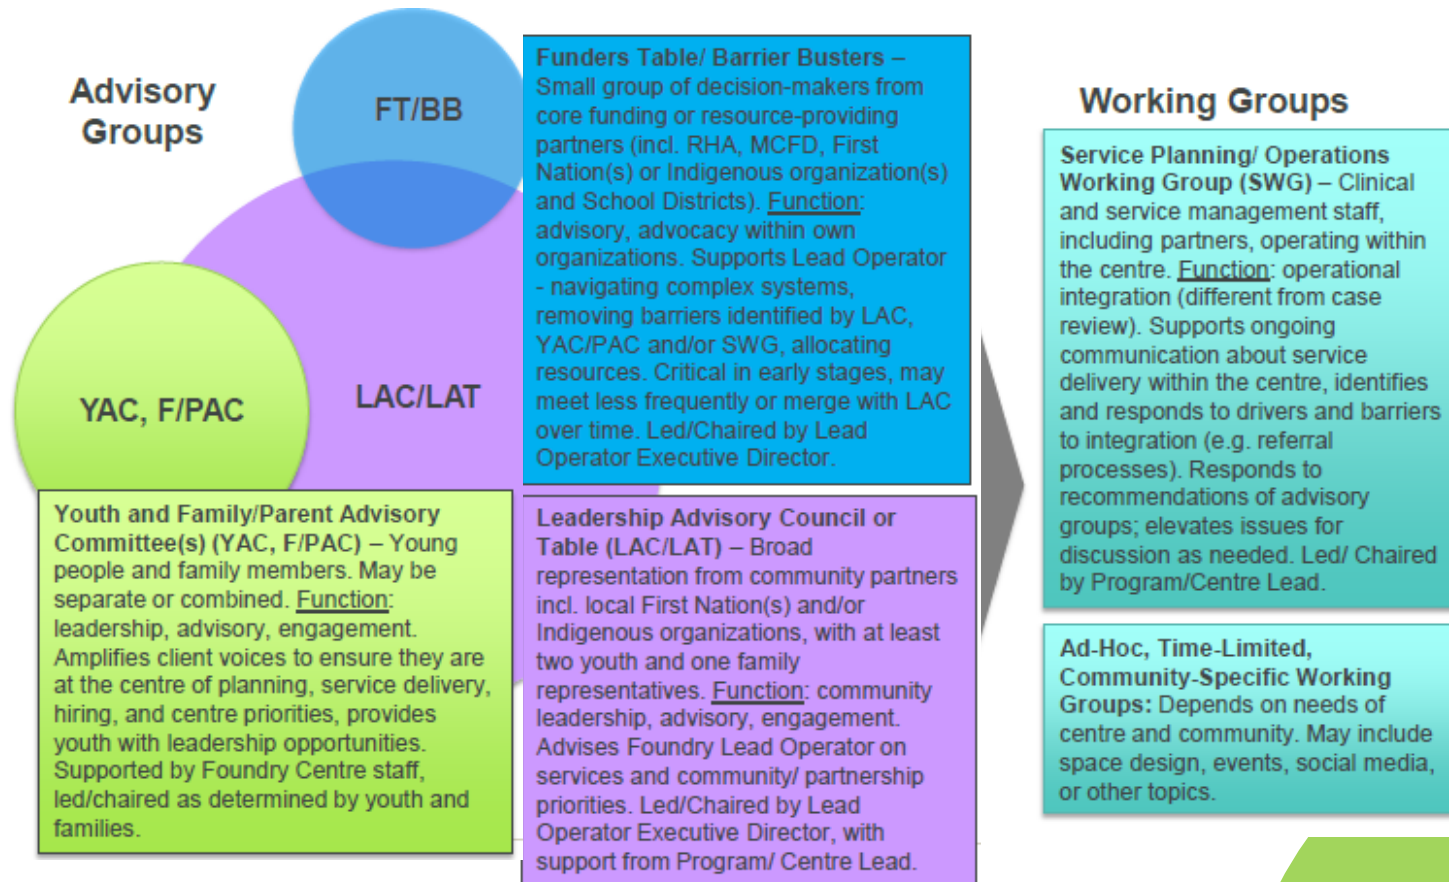 Advisory
Groups
FT/BB
YAC, F/PAC
LAC/LAT
Funders Table/ Barrier Busters –
Small group of decision-makers from
core funding or resource-providing
partners (incl. RHA, MCFD, First
Nation(s) or Indigenous organization(s)
and School Districts). Function:
advisory, advocacy within own
organizations. Supports Lead Operator
- navigating complex systems,
removing barriers identified by LAC,
YAC/PAC and/or SWG, allocating
resources. Critical in early stages, may
meet less frequently or merge with LAC
over time. Led/Chaired by Lead
Operator Executive Director.
Youth and Family/Parent Advisory
Committee(s) (YAC, F/PAC) – Young
people and family members. May be
separate or combined. Function:
leadership, advisory, engagement.
Amplifies client voices to ensure they are
at the centre of planning, service delivery,
hiring, and centre priorities, provides
youth with leadership opportunities.
Supported by Foundry Centre staff,
led/chaired as determined by youth and
families.
Leadership Advisory Council or
Table (LAC/LAT) – Broad
representation from community partners
incl. local First Nation(s) and/or
Indigenous organizations, with at least
two youth and one family
representatives. Function: community
leadership, advisory, engagement.
Advises Foundry Lead Operator on
services and community/ partnership
priorities. Led/Chaired by Lead
Operator Executive Director, with
support from Program/ Centre Lead.
Working Groups
Service Planning/ Operations
Working Group (SWG) – Clinical
and service management staff,
including partners, operating within
the centre. Function: operational
integration (different from case
review). Supports ongoing
communication about service
delivery within the centre, identifies
and responds to drivers and barriers
to integration (e.g. referral
processes). Responds to
recommendations of advisory
groups; elevates issues for
discussion as needed. Led/ Chaired
by Program/Centre Lead.
Ad-Hoc, Time-Limited,
Community-Specific Working
Groups: Depends on needs of
centre and community. May include
space design, events, social media,
or other topics.